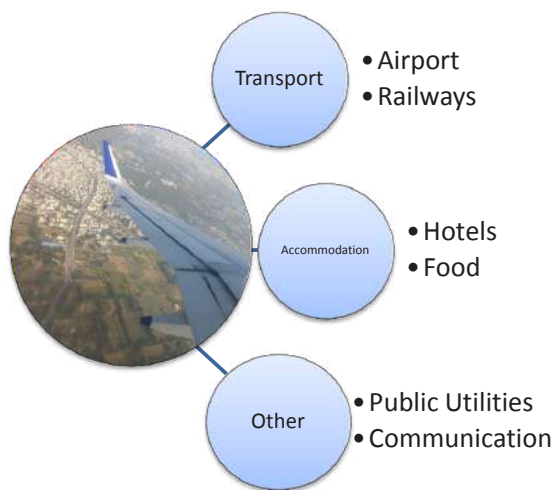 Transport
• Airport
• Railways
Accommodation
• Hotels
• Food
Other
• Public Utilities
• Communication